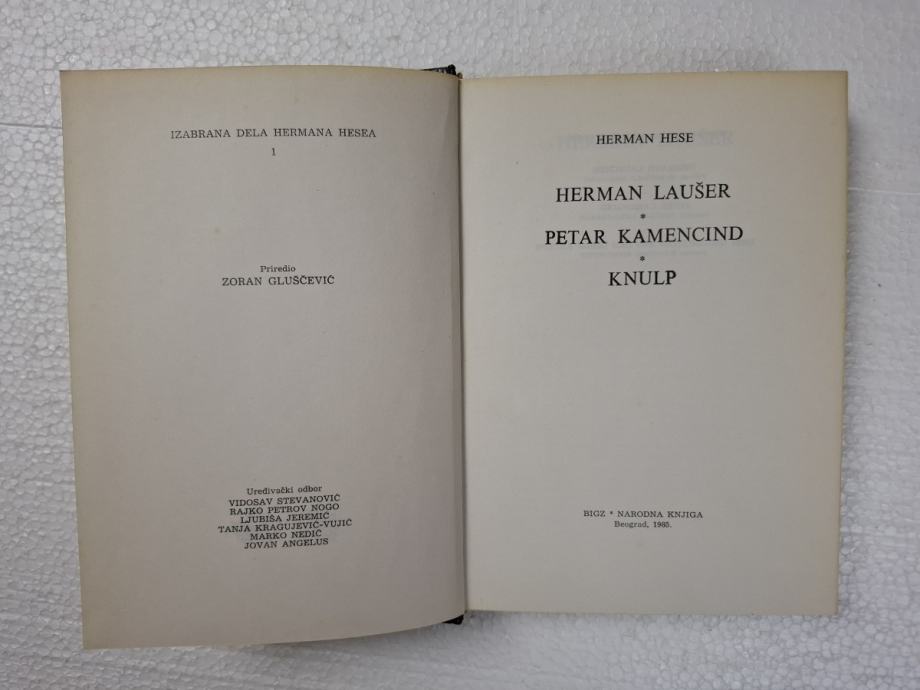 IZABRANA DELA HERMANA HESEA
1
Priredio
ZORAN GLUŠČEVIĆ
Uređivački odbor
VIDOSAV STEVANOVIĆ
RAJKO PETROV NOGO
LJUBIŠA JEREMIĆ
TANJA KRAGUJEVIĆ-VUJIĆ
MARKO NEDIĆ
JOVAN ANGELUS
HERMAN HESE
HERMAN LAUŠER
*
PETAR KAMENCIND
*
KNULP
BIGZ * NARODNA KNJIGA
Beograd, 1985.